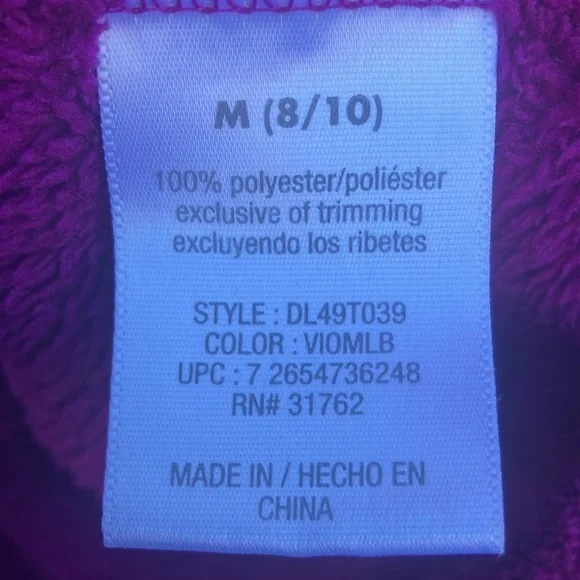 M (8/10)
100% polyester/poliéster
exclusive of trimming
excluyendo los ribetes
STYLE : DL49T039
COLOR : VIOMLB
UPC : 7 2654736248
RN# 31762
MADE IN / HECHO EN
CHINA